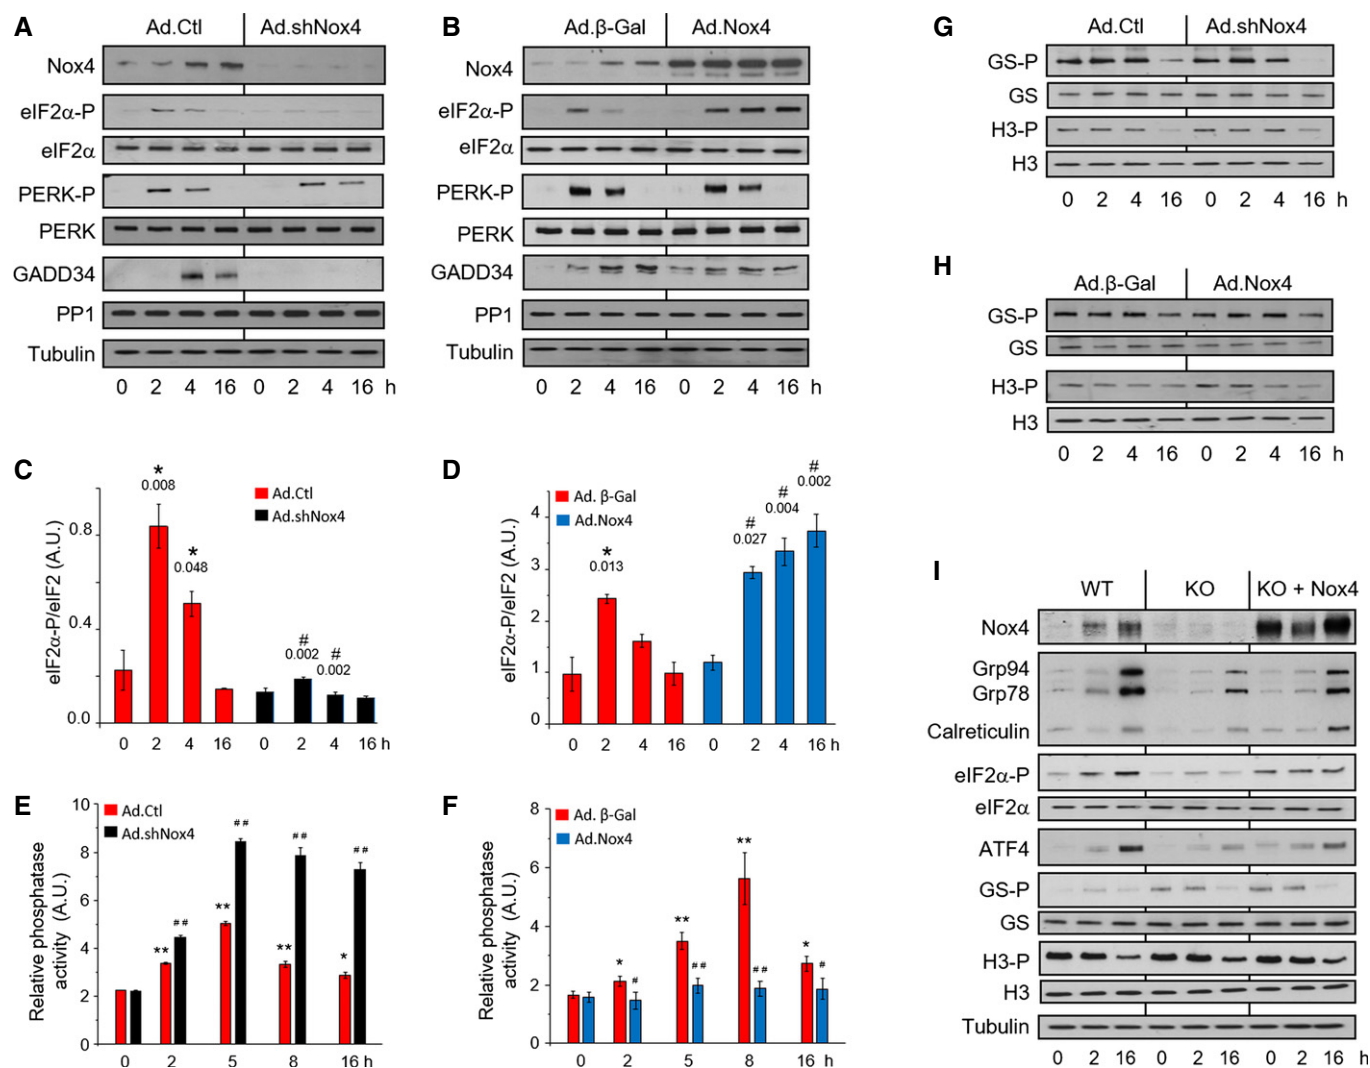 A
Ad.Ctl Ad.shNox4
Nox4
eIF2α-P
eIF2α
PERK-P
PERK
GADD34
PP1
Tubulin
0 2 4 16 0 2 4 16 h
B
Ad.β-Gal Ad.Nox4
Nox4
eIF2α-P
eIF2α
PERK-P
PERK
GADD34
PP1
Tubulin
0 2 4 16 0 2 4 16 h
C
eIF2α-P/eIF2 (A.U.)
0.8
0.4
0.0
*
0.008
*
0.048
#
0.002
#
0.002
Ad.Ctl
Ad.shNox4
0 2 4 16 0 2 4 16 h
D
eIF2α-P/eIF2 (A.U.)
4
3
2
1
0
Ad. β-Gal
Ad.Nox4
*
0.013
#
0.027
#
0.004
#
0.002
0 2 4 16 0 2 4 16 h
E
Relative phosphatase
activity (A.U.)
10
8
6
4
2
0
Ad.Ctl
Ad.shNox4
** ## ** ## ** ## * ##
0 2 5 8 16 h
F
Relative phosphatase
activity (A.U.)
8
6
4
2
0
Ad. β-Gal
Ad.Nox4
* # ** ## ** ## * #
0 2 5 8 16 h
G
Ad.Ctl Ad.shNox4
GS-P
GS
H3-P
H3
0 2 4 16 0 2 4 16 h
H
Ad.β-Gal Ad.Nox4
GS-P
GS
H3-P
H3
0 2 4 16 0 2 4 16 h
I
WT KO KO + Nox4
Nox4
Grp94
Grp78
Calreticulin
eIF2α-P
eIF2α
ATF4
GS-P
GS
H3-P
H3
Tubulin
0 2 16 0 2 16 0 2 16 h